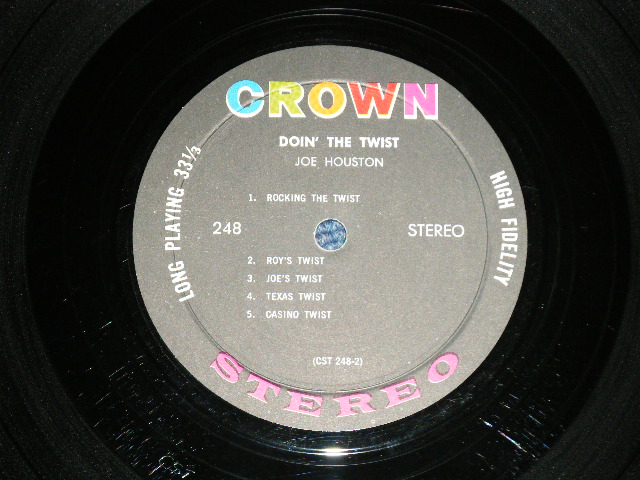 CROWN
DOIN' THE TWIST
JOE HOUSTON
1. ROCKING THE TWIST
LONG PLAYING 33⅓
248
STEREO
HIGH FIDELITY
2. ROY'S TWIST
3. JOE'S TWIST
4. TEXAS TWIST
5. CASINO TWIST
(CST 248-2)
STEREO